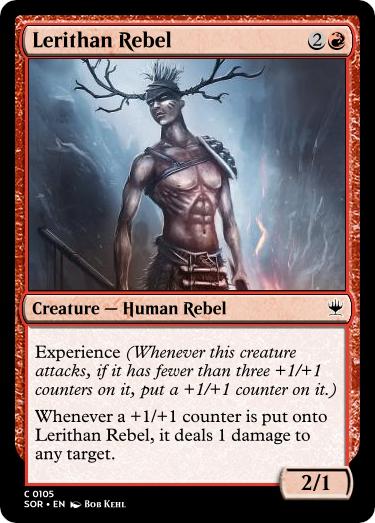 Lerithan Rebel 2
Creature — Human Rebel
Experience (Whenever this creature
attacks, if it has fewer than three +1/+1
counters on it, put a +1/+1 counter on it.)
Whenever a +1/+1 counter is put onto
Lerithan Rebel, it deals 1 damage to
any target.
2/1
C 0105
SOR • EN Bob Kehl